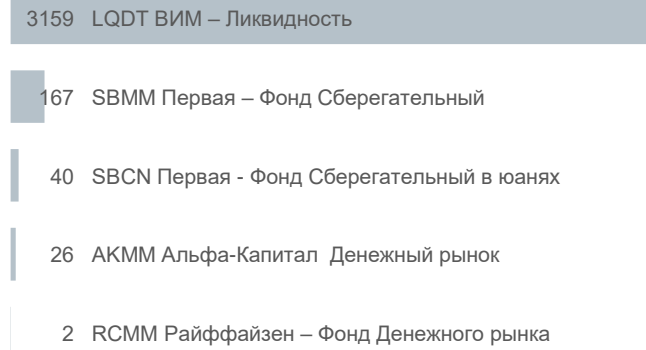 3159 LQDT ВИМ – Ликвидность
167 SBMM Первая – Фонд Сберегательный
40 SBCN Первая - Фонд Сберегательный в юанях
26 AKMM Альфа-Капитал  Денежный рынок
2 RCMM Райффайзен – Фонд Денежного рынка